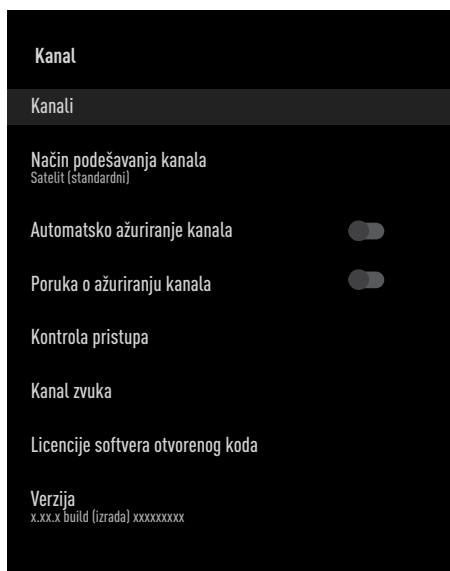 Kanal
Kanali
Način podešavanja kanala
Satelit (standardni)
Automatsko ažuriranje kanala
Poruka o ažuriranju kanala
Kontrola pristupa
Kanal zvuka
Licencije softvera otvorenog koda
Verzija
x.xx.x build (izrada) xxxxxxxxx